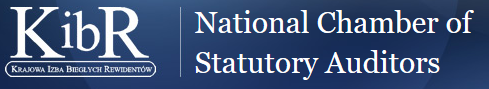 KibR
KRAJOWA IZBA BIEGŁYCH REWIDENTÓW
National Chamber of
Statutory Auditors